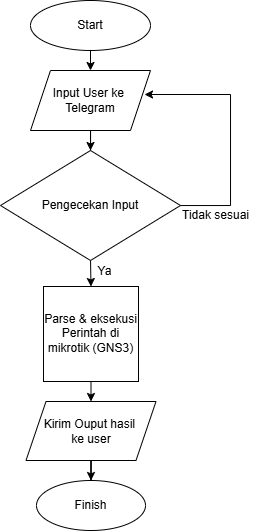 Start
Input User ke
Telegram
Pengecekan Input
Tidak sesuai
Ya
Parse & eksekusi
Perintah di
mikrotik (GNS3)
Kirim Ouput hasil
ke user
Finish